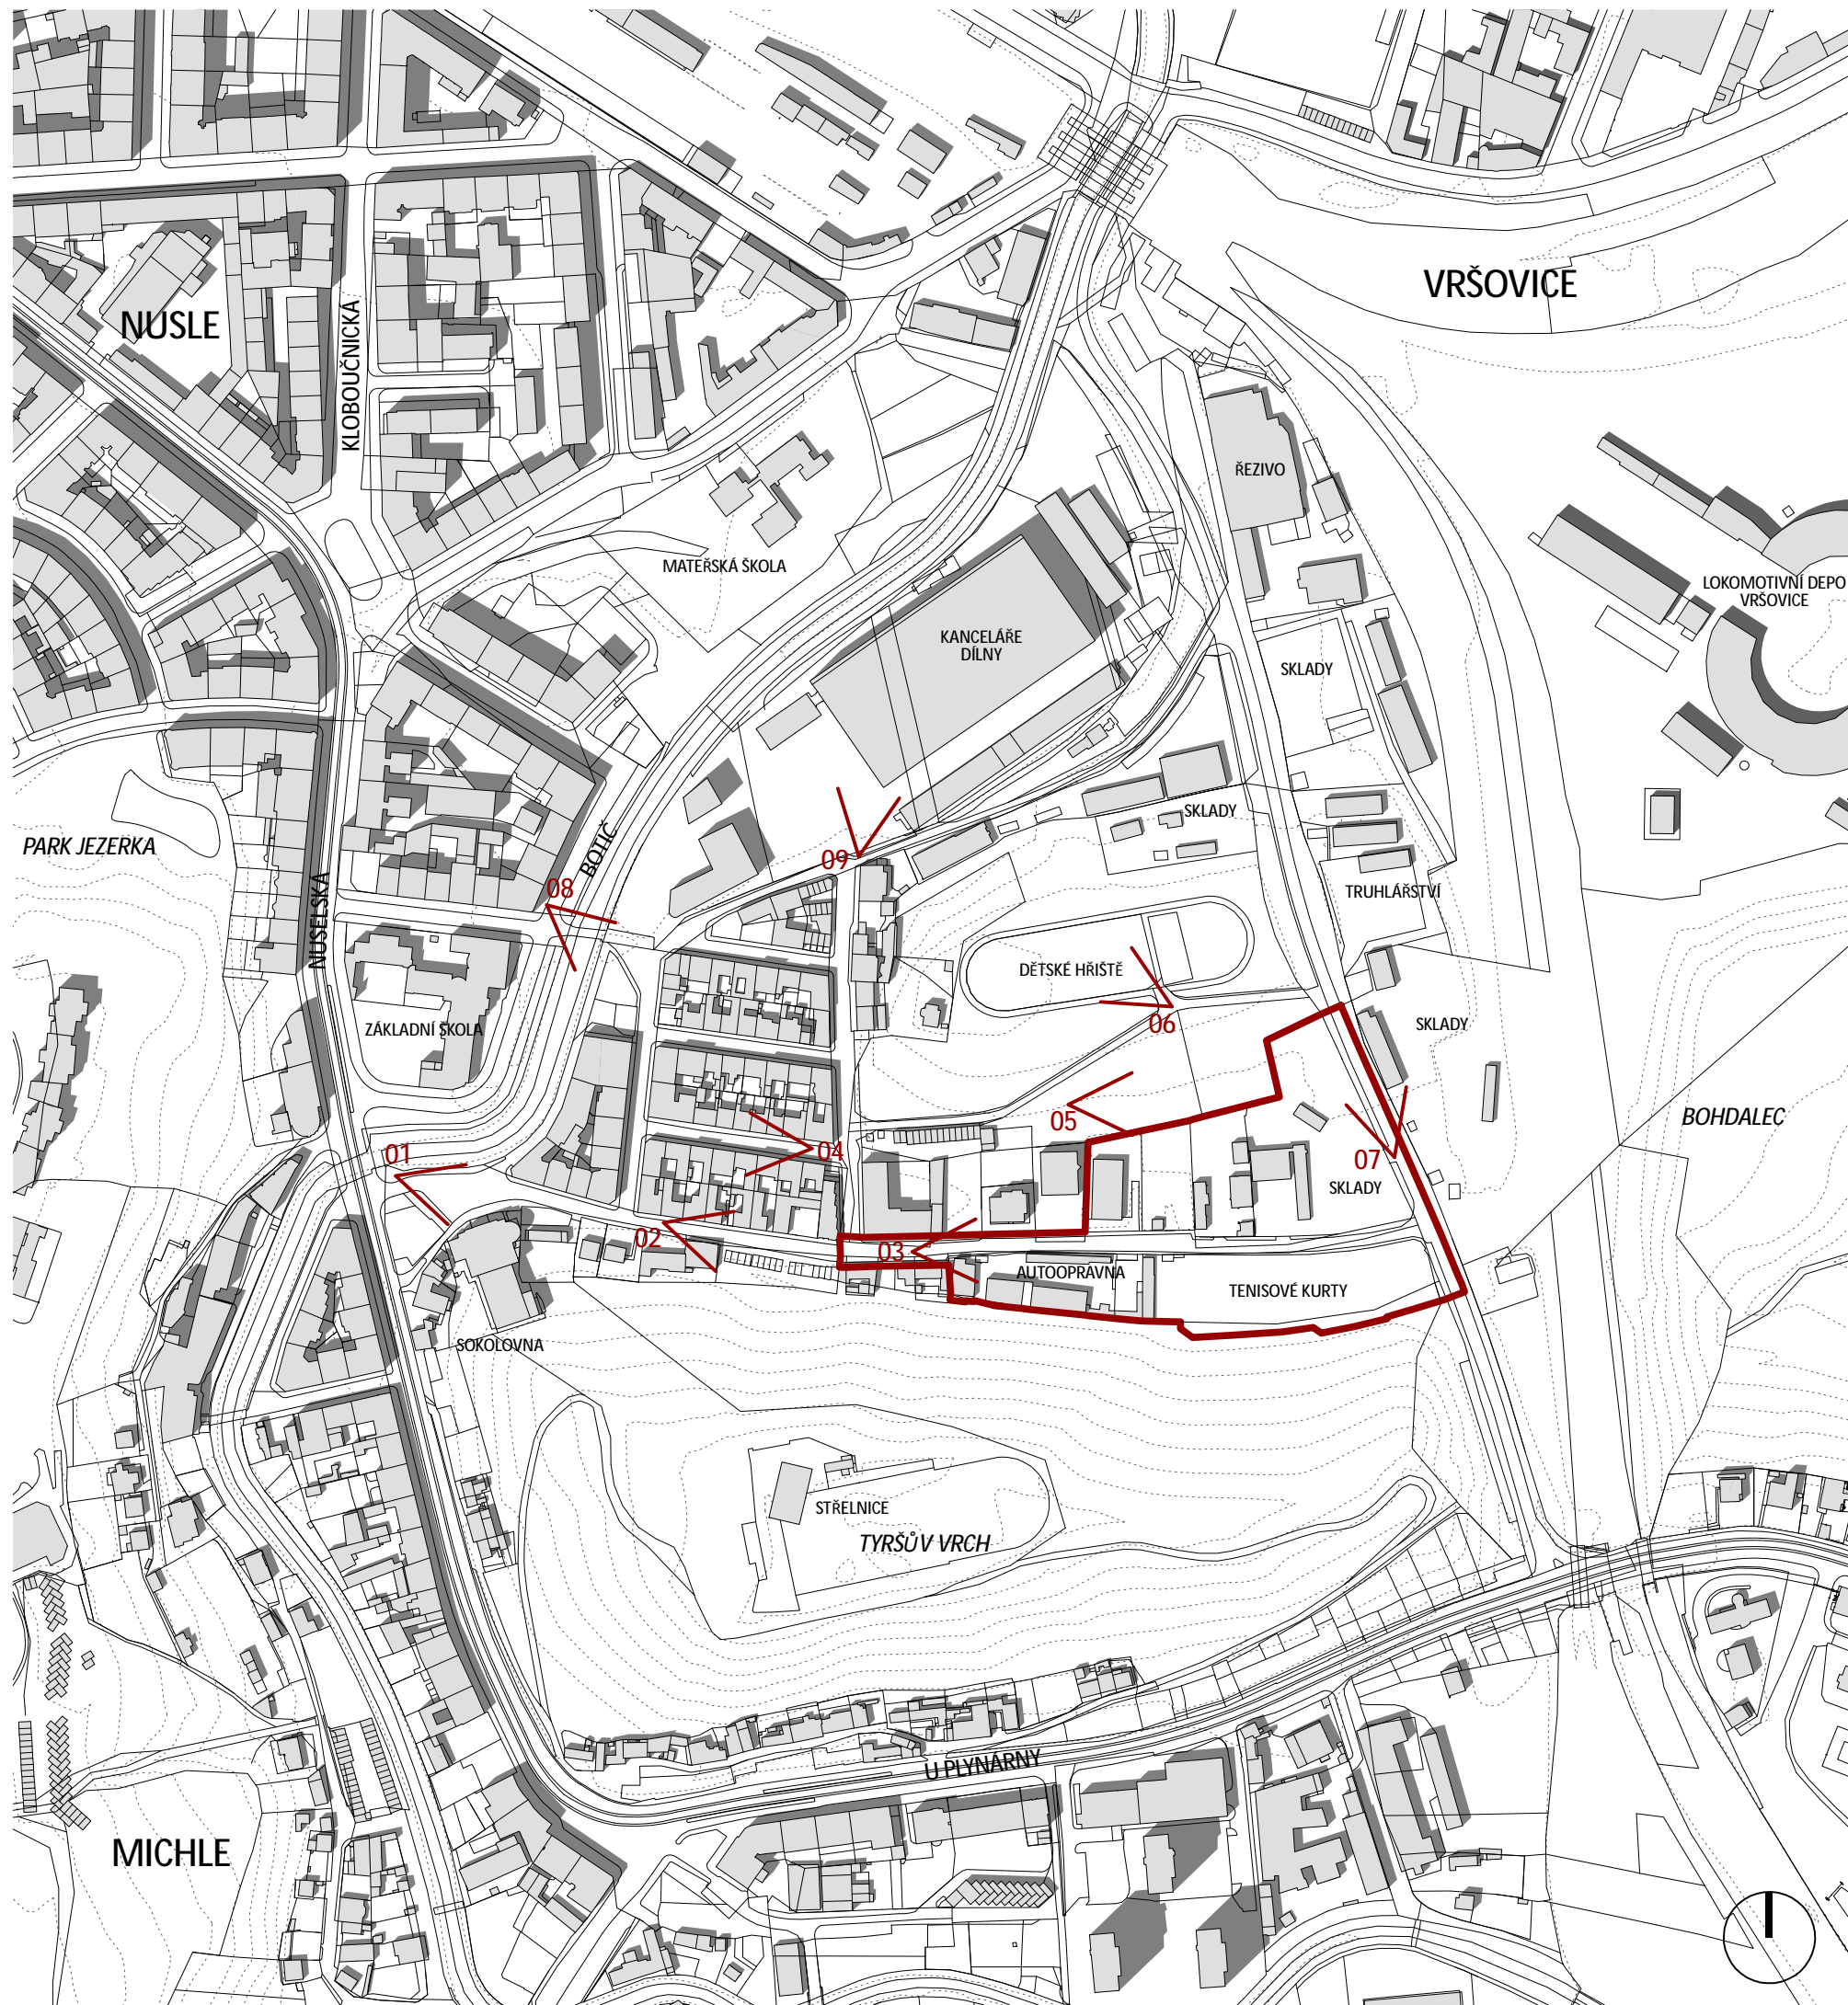 VRŠOVICE
NUSLE
KLOBOUČNICKÁ
ŘEZIVO
MATEŘSKÁ ŠKOLA
LOKOMOTIVNÍ DEPO
VRŠOVICE
KANCELÁŘE
DÍLNY
SKLADY
SKLADY
PARK JEZERKA
BOTIČ
09
08
TRUHLÁŘSTVÍ
NUSELSKÁ
DĚTSKÉ HŘIŠTĚ
ZÁKLADNÍ ŠKOLA
06
SKLADY
05
BOHDALEC
01
04
07
SKLADY
02
03
AUTOOPRAVNA
TENISOVÉ KURTY
SOKOLOVNA
STŘELNICE
TYRŠŮV VRCH
U PLYNÁRNY
MICHLE